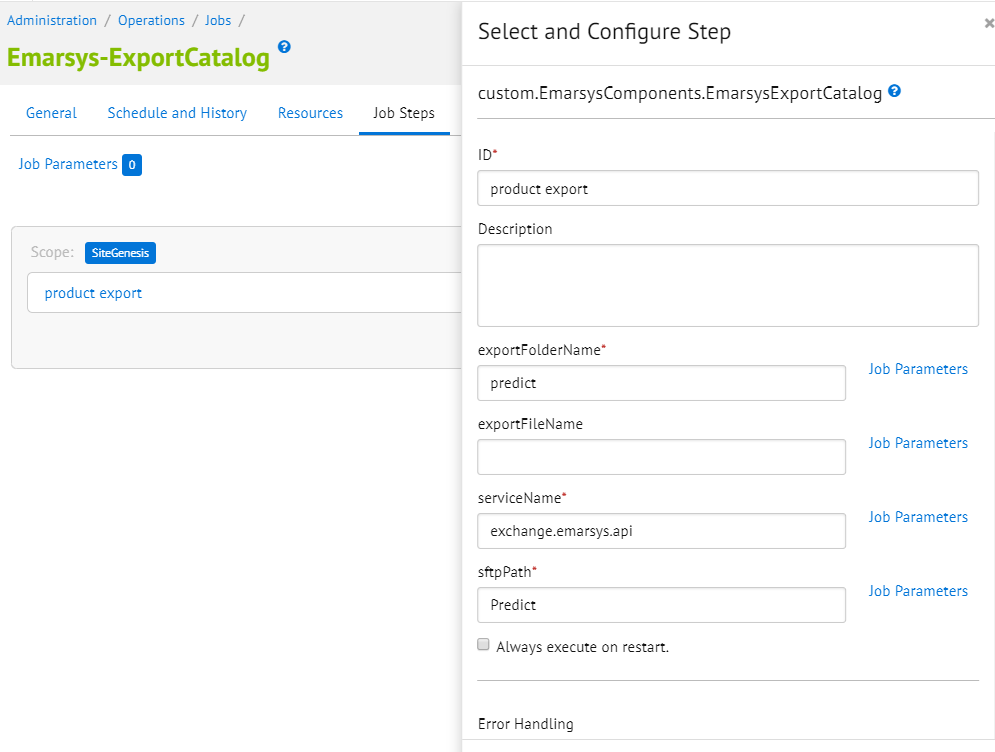 Administration / Operations / Jobs /
Emarsys-ExportCatalog ?
General Schedule and History Resources Job Steps
Job Parameters 0
Scope: SiteGenesis
product export
Select and Configure Step ×
custom.EmarsysComponents.EmarsysExportCatalog ?
ID*
product export
Description
exportFolderName*
predict Job Parameters
exportFileName
Job Parameters
serviceName*
exchange.emarsys.api Job Parameters
sftpPath*
Predict Job Parameters
Always execute on restart.
Error Handling